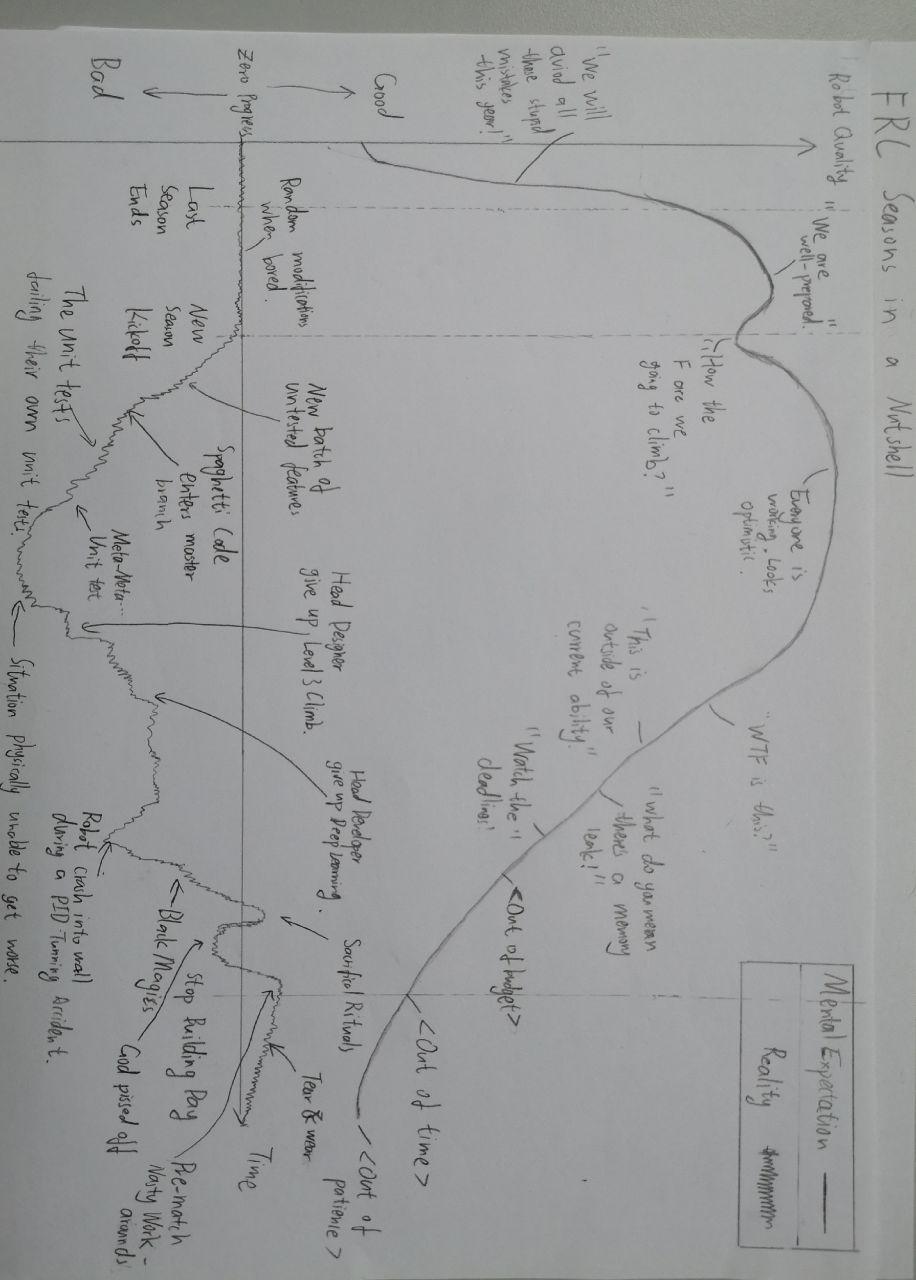 FRC Seasons in a Nutshell
Robot Quality
Good
Zero Progress
Bad
"We will
aviod all
those stupid
mistakes
this year!"
"We are
well-prepared."
"How the
F are we
going to climb?"
Everyone is
working. Looks
optimistic.
"WTF is this?"
"This is
outside of our
current ability."
"What do you mean
there's a memory
leak!"
"Watch the
deadlines!"
<Out of budget>
<Out of time>
<Out of
patience>
Mental Expectation
Reality
Random modifications
when bored.
Last
Season
Ends
New
Season
Kickoff
New batch of
untested features
Spaghetti Code
enters master
branch
The unit tests
failing their own unit tests.
Meta-Meta...
Unit test
Head Designer
give up Level 3 Climb.
Situation physically unable to get worse.
Head Developer
give up Deep Learning.
Robot Crash into wall
during a PID Tunning Accident.
Black Magics
Sacrifical Rituals
Stop Building Day
God pissed off
Tear & wear
Time
Pre-match
Nasty Work-
arounds